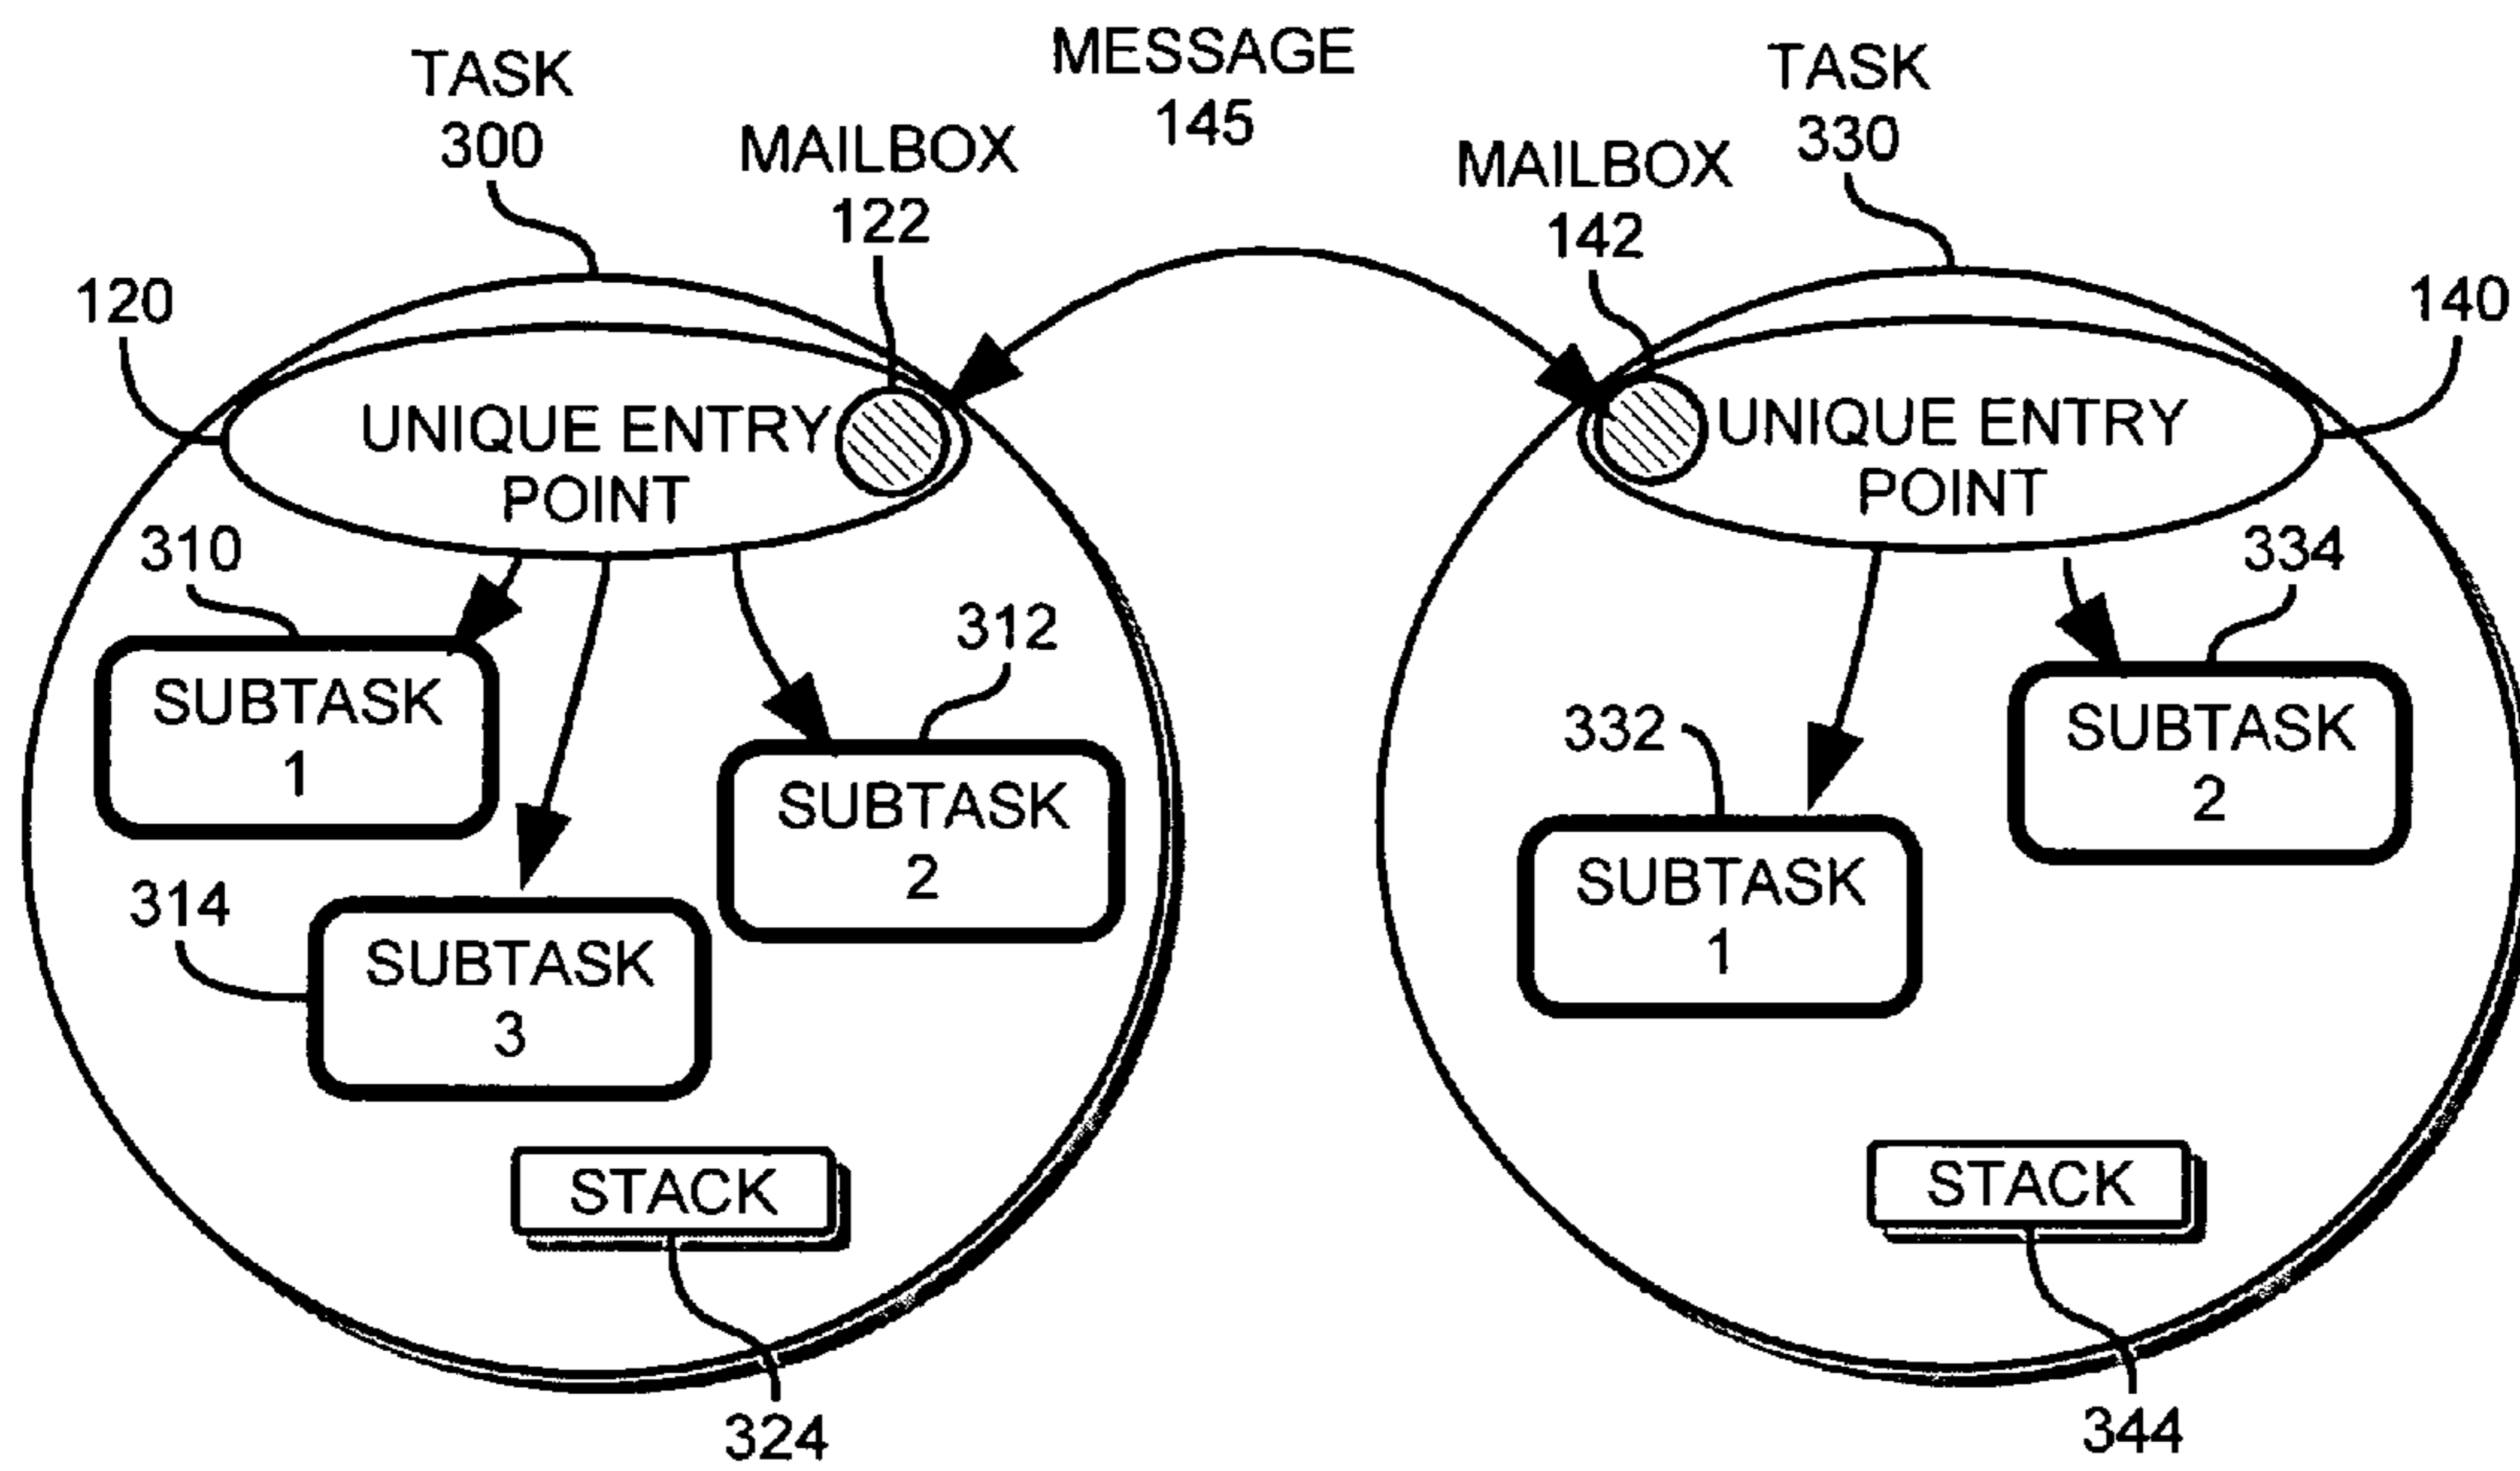 TASK
300
MAILBOX
122
MESSAGE
145
MAILBOX
142
TASK
330
120
140
UNIQUE ENTRY
POINT
UNIQUE ENTRY
POINT
310
312
SUBTASK
1
SUBTASK
2
314
SUBTASK
3
STACK
324
334
332
SUBTASK
2
SUBTASK
1
STACK
344